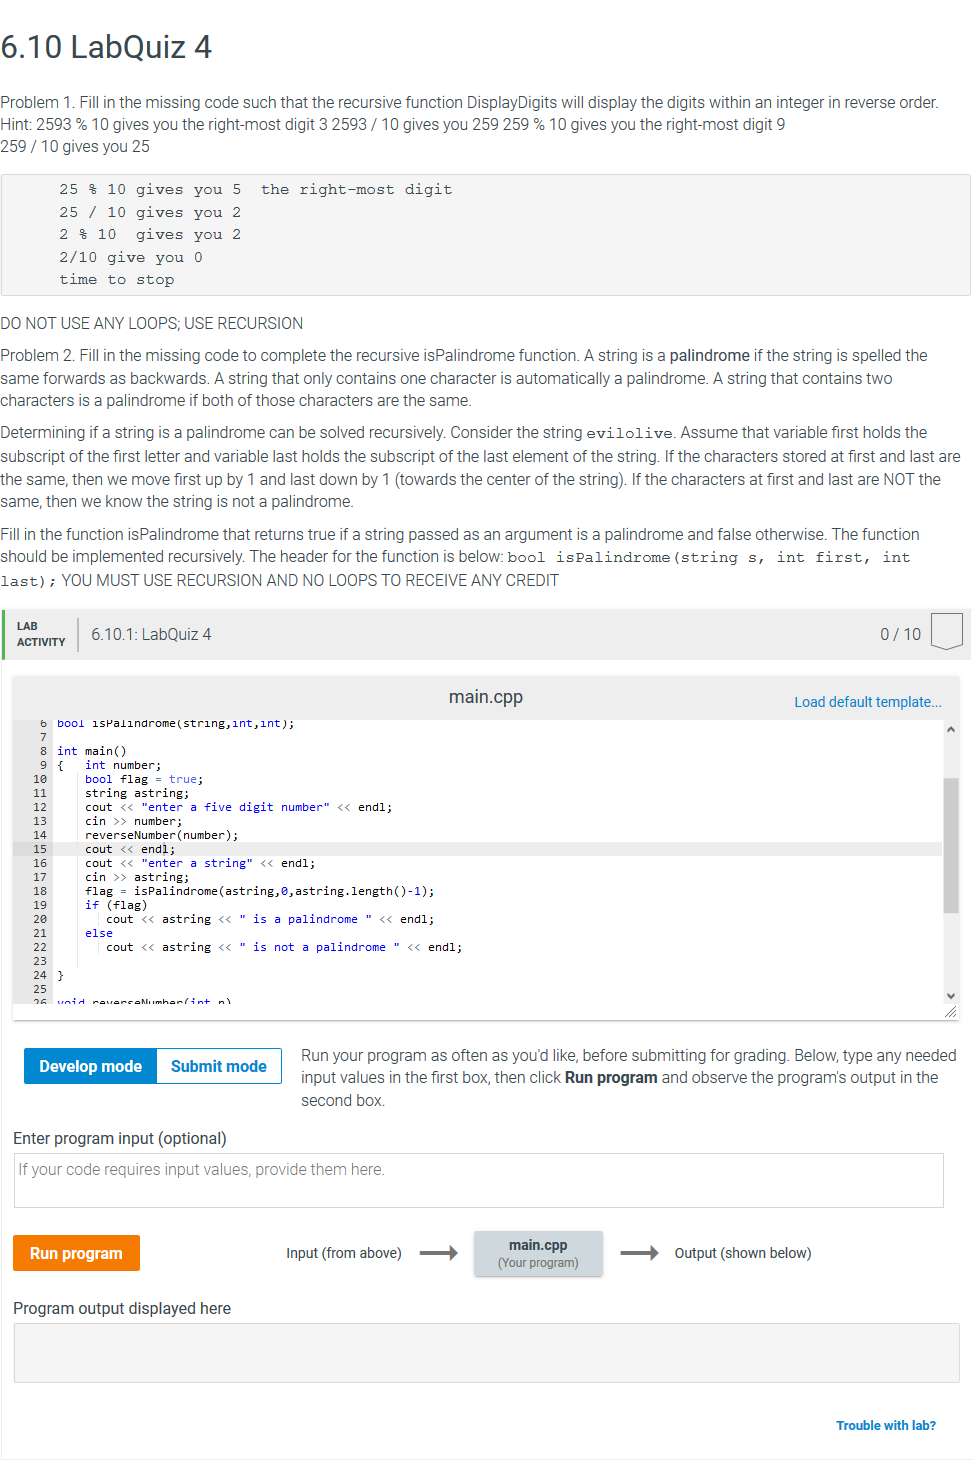 6.10 LabQuiz 4
Problem 1. Fill in the missing code such that the recursive function DisplayDigits will display the digits within an integer in reverse order.
Hint: 2593 % 10 gives you the right-most digit 3 2593 / 10 gives you 259 259 % 10 gives you the right-most digit 9
259 / 10 gives you 25
25 % 10 gives you 5  the right-most digit
25 / 10 gives you 2
2 % 10  gives you 2
2/10 give you 0
time to stop
DO NOT USE ANY LOOPS; USE RECURSION
Problem 2. Fill in the missing code to complete the recursive isPalindrome function. A string is a palindrome if the string is spelled the
same forwards as backwards. A string that only contains one character is automatically a palindrome. A string that contains two
characters is a palindrome if both of those characters are the same.
Determining if a string is a palindrome can be solved recursively. Consider the string evilolive. Assume that variable first holds the
subscript of the first letter and variable last holds the subscript of the last element of the string. If the characters stored at first and last are
the same, then we move first up by 1 and last down by 1 (towards the center of the string). If the characters at first and last are NOT the
same, then we know the string is not a palindrome.
Fill in the function isPalindrome that returns true if a string passed as an argument is a palindrome and false otherwise. The function
should be implemented recursively. The header for the function is below: bool isPalindrome(string s, int first, int
last); YOU MUST USE RECURSION AND NO LOOPS TO RECEIVE ANY CREDIT
LAB
ACTIVITY
6.10.1: LabQuiz 4
0 / 10
main.cpp
Load default template...
6 bool isPalindrome(string,int,int);
7
8 int main()
9 {   int number;
10     bool flag = true;
11     string astring;
12     cout << "enter a five digit number" << endl;
13     cin >> number;
14     reverseNumber(number);
15     cout << endl;
16     cout << "enter a string" << endl;
17     cin >> astring;
18     flag = isPalindrome(astring,0,astring.length()-1);
19     if (flag)
20        cout << astring << " is a palindrome " << endl;
21     else
22        cout << astring << " is not a palindrome " << endl;
23
24 }
25
26 void reverseNumber(int n)
Develop mode
Submit mode
Run your program as often as you'd like, before submitting for grading. Below, type any needed
input values in the first box, then click Run program and observe the program's output in the
second box.
Enter program input (optional)
If your code requires input values, provide them here.
Run program
Input (from above)
main.cpp
(Your program)
Output (shown below)
Program output displayed here
Trouble with lab?